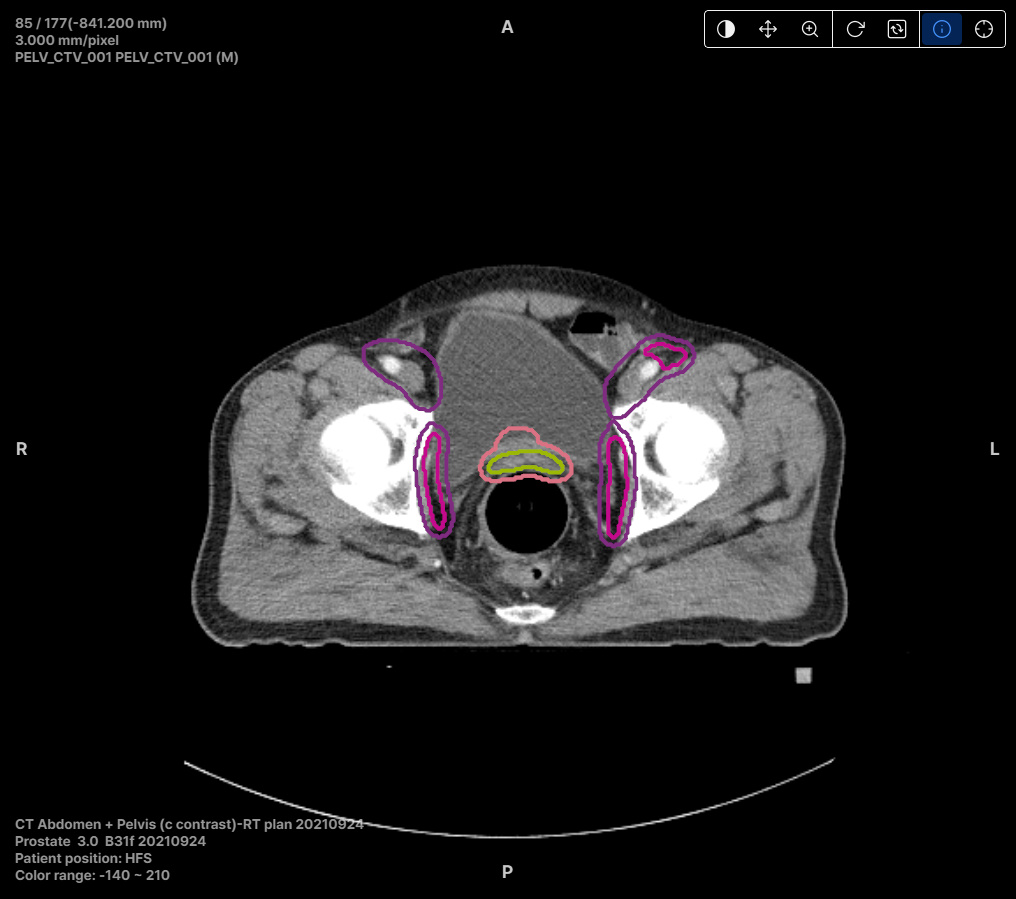 85 / 177(-841.200 mm)
3.000 mm/pixel
PELV_CTV_001 PELV_CTV_001 (M)
A
R
L
CT Abdomen + Pelvis (c contrast)-RT plan 20210924
Prostate  3.0  B31f 20210924
Patient position: HFS
Color range: -140 ~ 210
P